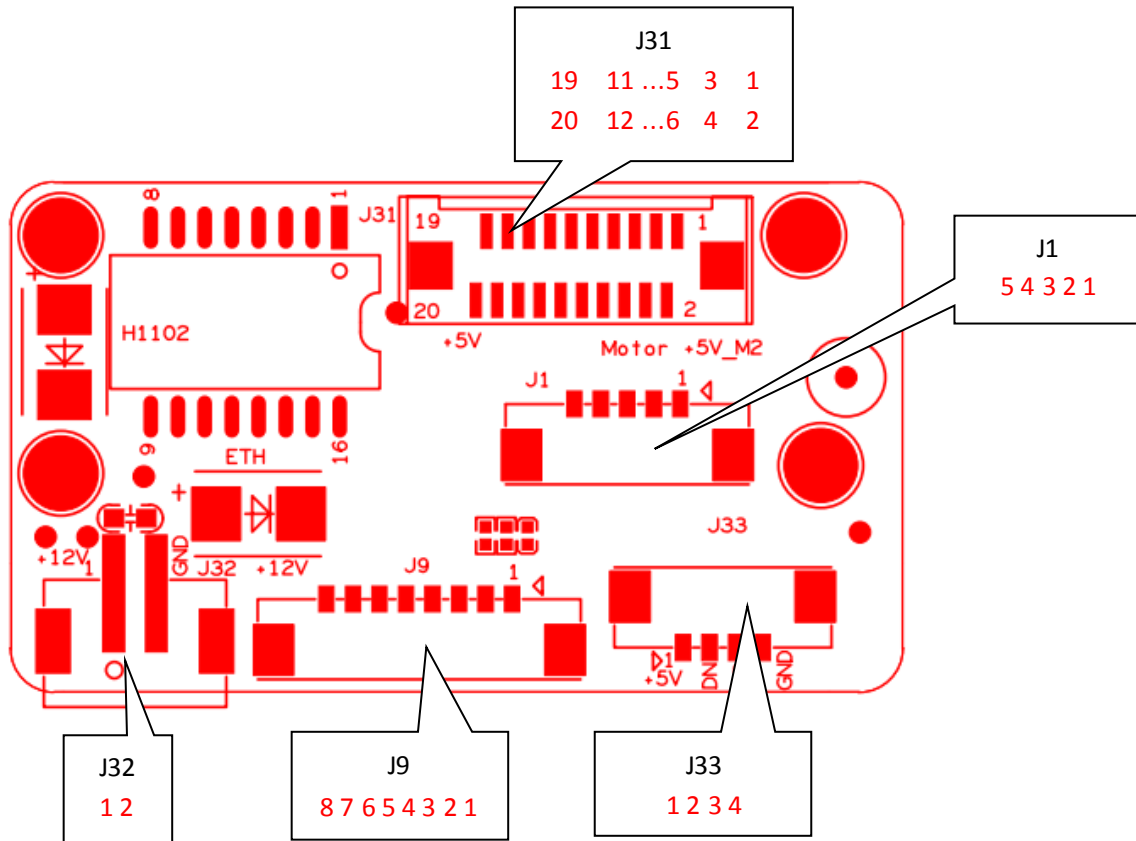 J31
19 11 ...5 3 1
20 12 ...6 4 2
8
1
J31
19
1
J1
5 4 3 2 1
+
H1102
20
2
+5V
Motor +5V_M2
J1
1
9
16
ETH
+
J33
+12V
1
GND
J32
+12V
J9
1
1
+5V
DN
GND
J32
1 2
J9
8 7 6 5 4 3 2 1
J33
1 2 3 4